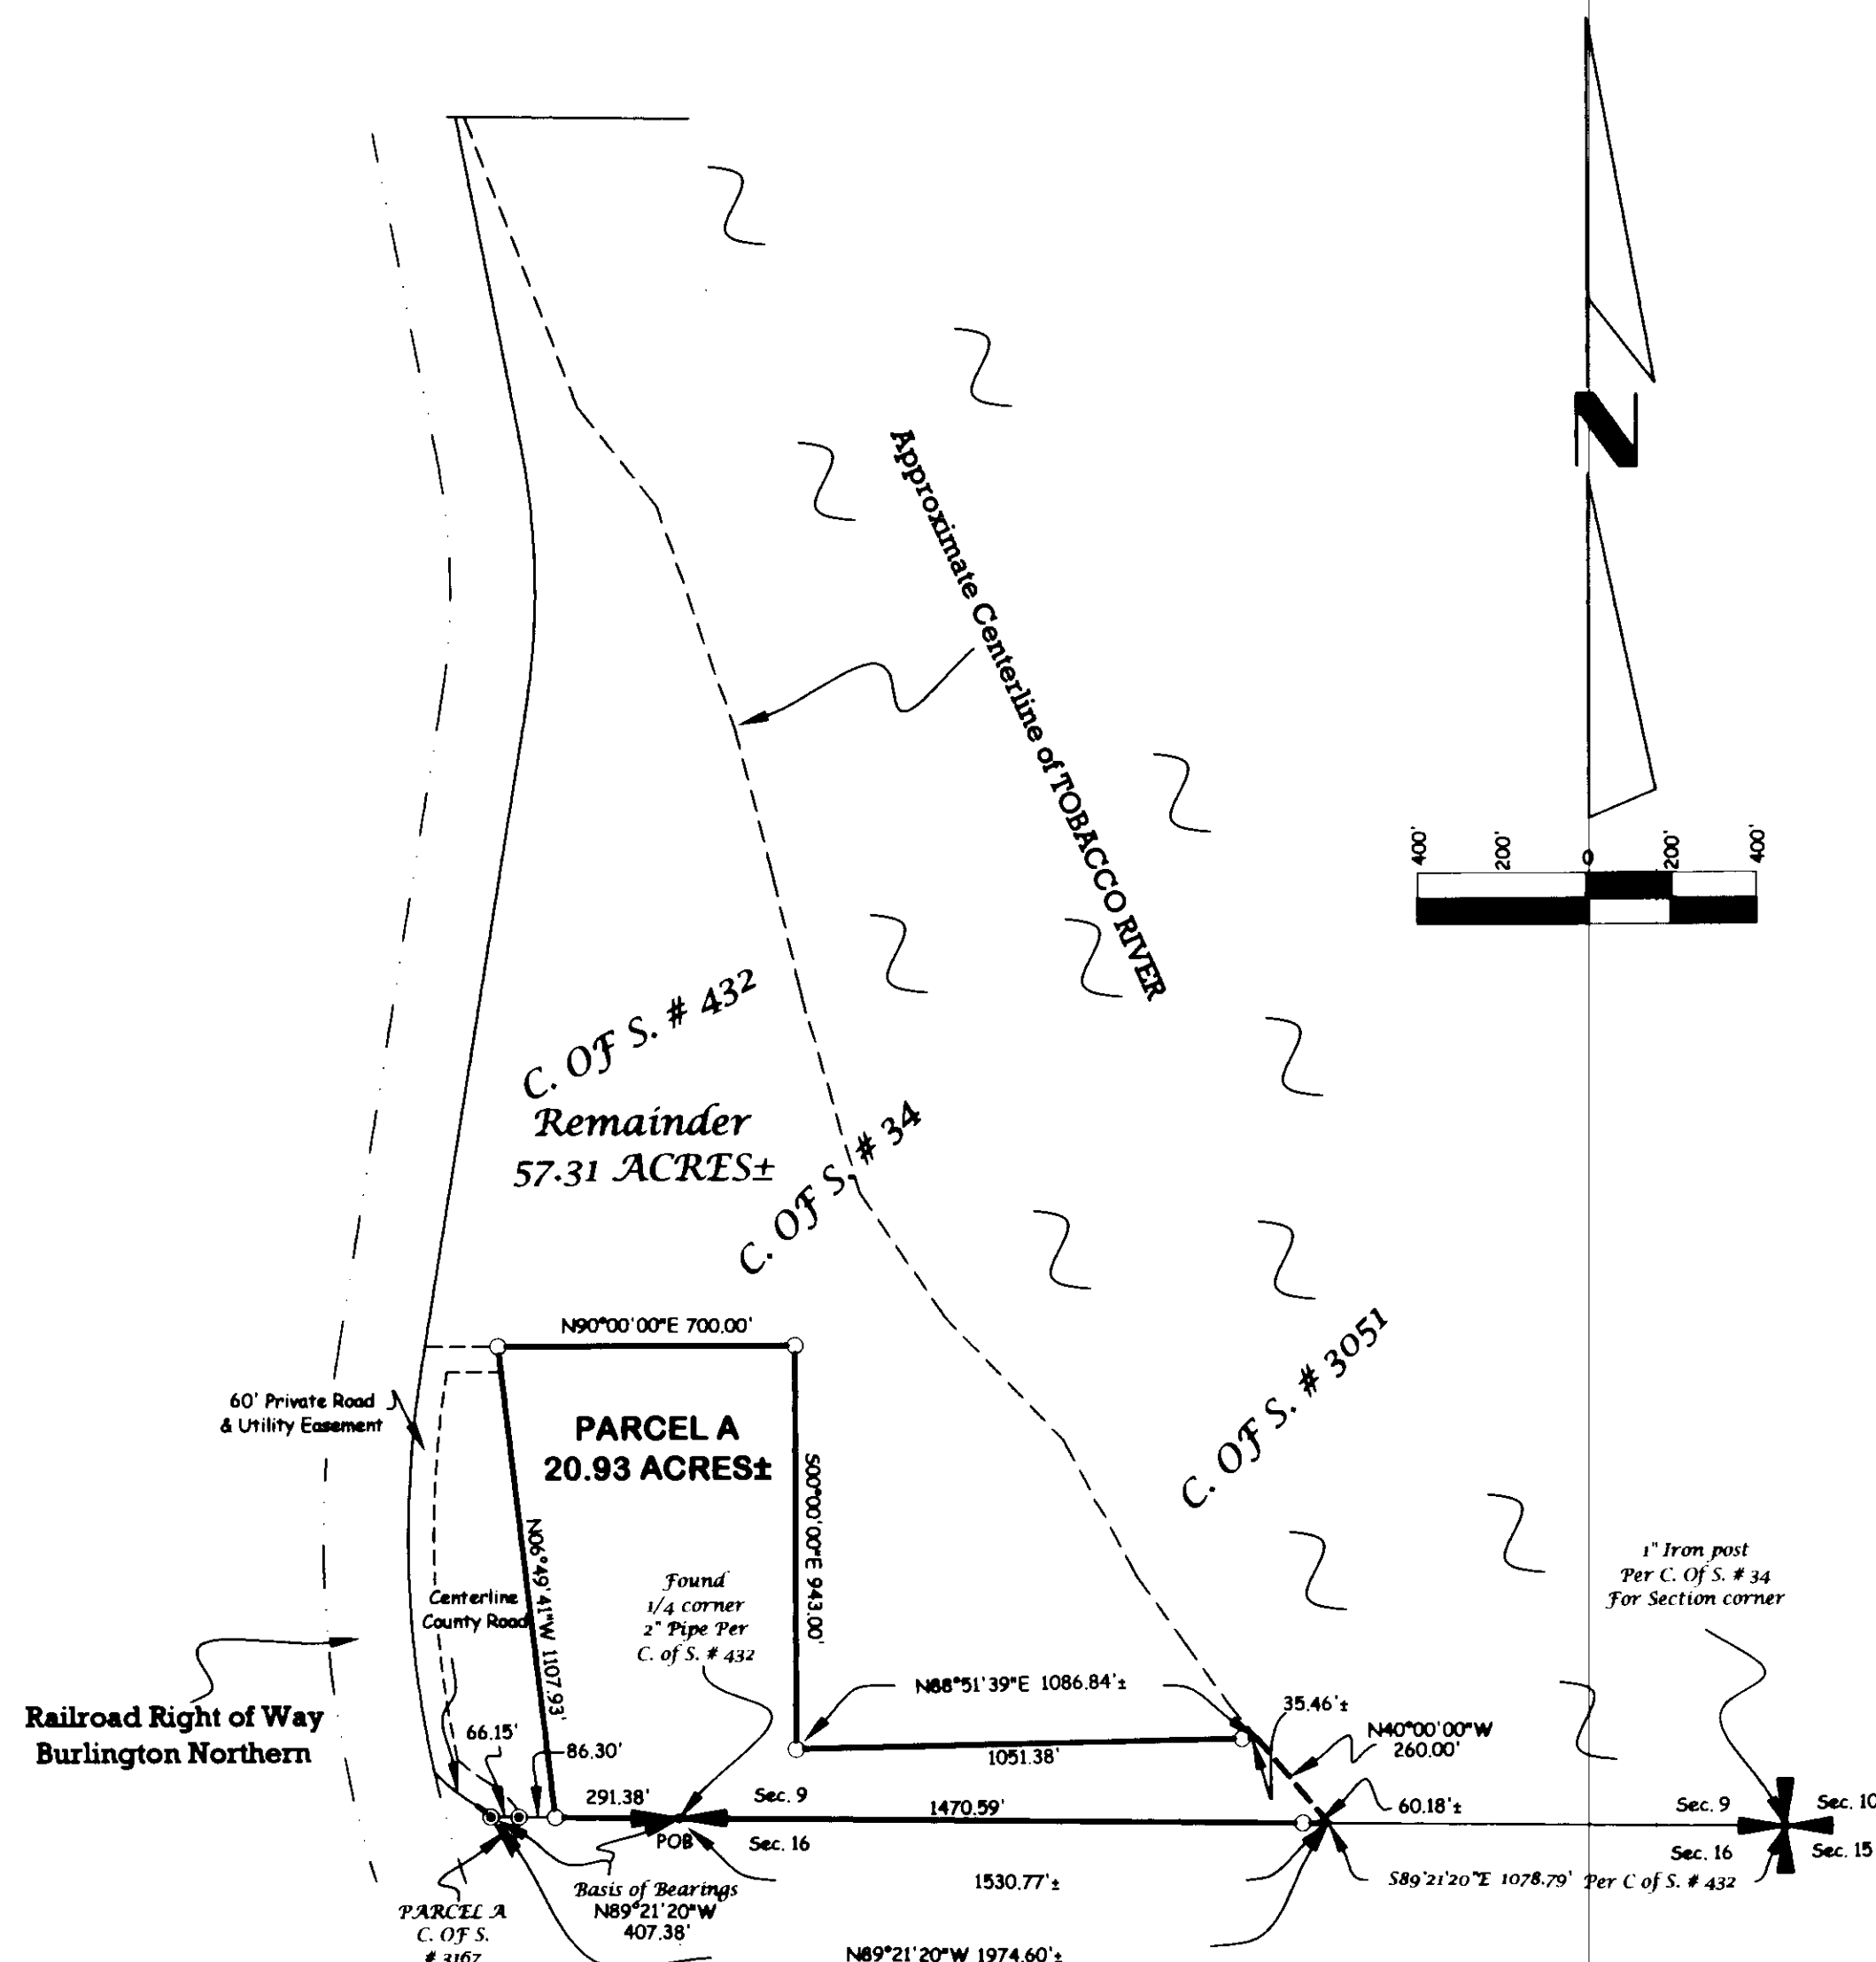 N
Approximate Centerline of TOBACCO RIVER
400' 200' 0 200' 400'
C. OF S. # 432
Remainder
57.31 ACRES±
C. OF S. # 34
C. OF S. # 3051
N90°00'00"E 700.00'
60' Private Road
& Utility Easement
PARCEL A
20.93 ACRES±
S00°00'00"E 943.00'
N06°49'41"W 1107.93'
Centerline
County Road
Found
1/4 corner
2" Pipe Per
C. of S. # 432
1" Iron post
Per C. Of S. # 34
For Section corner
Railroad Right of Way
Burlington Northern
N88°51'39"E 1086.84'±
35.46'±
N40°00'00"W
260.00'
1051.38'
66.15'
86.30'
291.38'
Sec. 9
1470.59'
60.18'±
Sec. 9
Sec. 10
POB
Sec. 16
Sec. 16
Sec. 15
1530.77'±
S89°21'20"E 1078.79' Per C of S. # 432
Basis of Bearings
N89°21'20"W
407.38'
PARCEL A
C. OF S.
# 3167
N89°21'20"W 1974.60'±